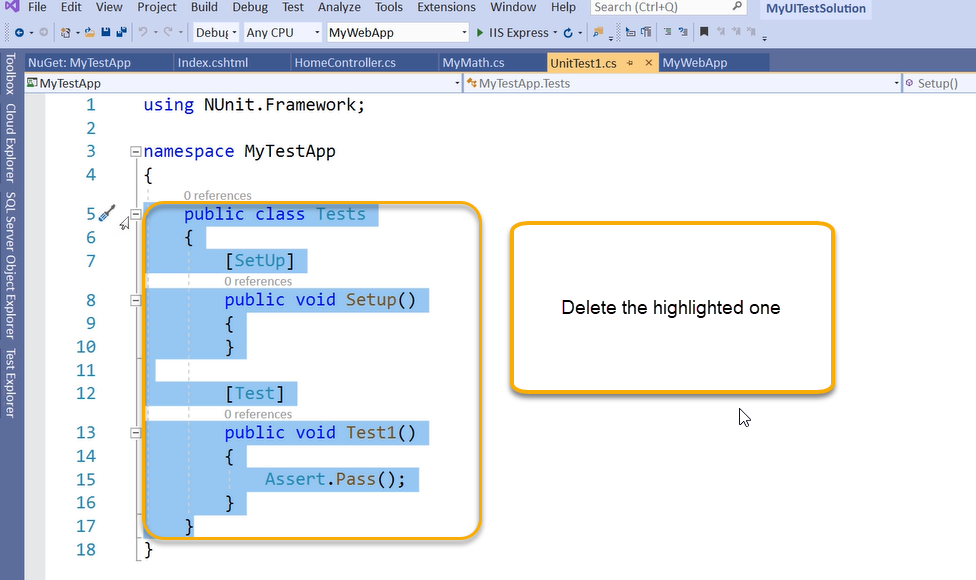 File Edit View Project Build Debug Test Analyze Tools Extensions Window Help Search (Ctrl+Q) MyUITestSolution
Debug Any CPU MyWebApp IIS Express
NuGet: MyTestApp Index.cshtml HomeController.cs MyMath.cs UnitTest1.cs MyWebApp
MyTestApp MyTestApp.Tests Setup()
Toolbox
Cloud Explorer
SQL Server Object Explorer
Test Explorer
1 using NUnit.Framework;
2
3 namespace MyTestApp
4 {
0 references
5 public class Tests
6 {
7 [SetUp]
0 references
8 public void Setup()
9 {
10 }
11
12 [Test]
0 references
13 public void Test1()
14 {
15 Assert.Pass();
16 }
17 }
18 }
Delete the highlighted one